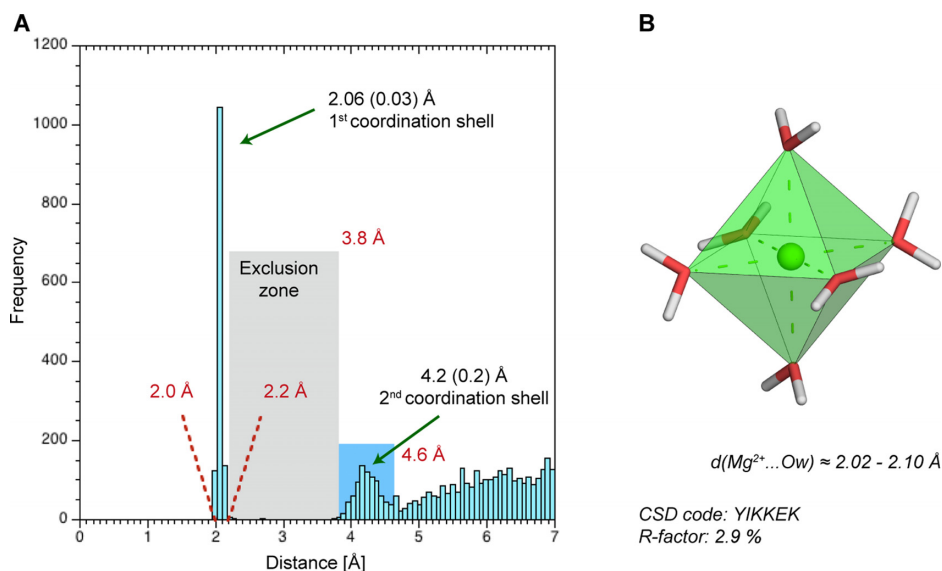 A
B
1200
1000
800
600
400
200
0
Frequency
2.06 (0.03) Å
1st coordination shell
3.8 Å
Exclusion
zone
2.0 Å
2.2 Å
4.2 (0.2) Å
2nd coordination shell
4.6 Å
0 1 2 3 4 5 6 7
Distance [Å]
d(Mg2+...Ow) ≈ 2.02 - 2.10 Å
CSD code: YIKKEK
R-factor: 2.9 %